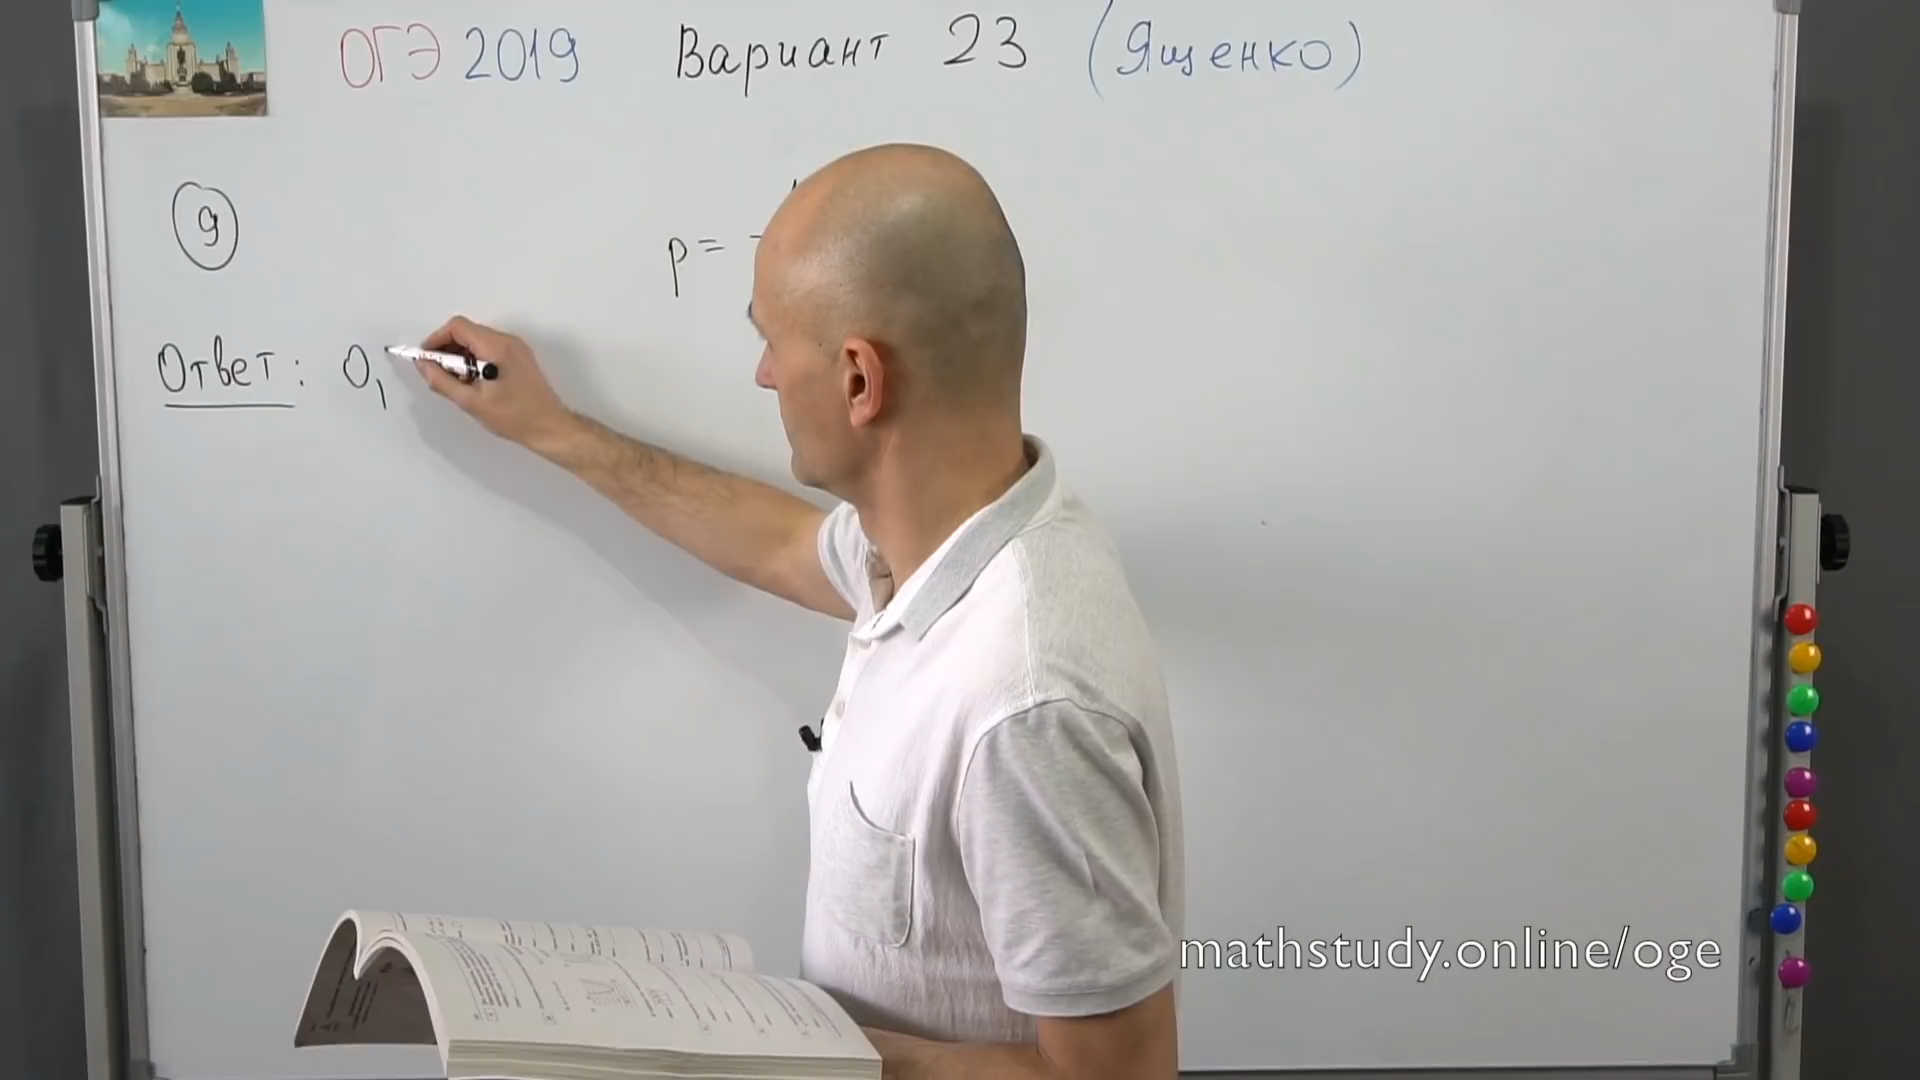 ОГЭ 2019 Вариант 23 (Ященко)
9
p =
Ответ: 0,
mathstudy.online/oge